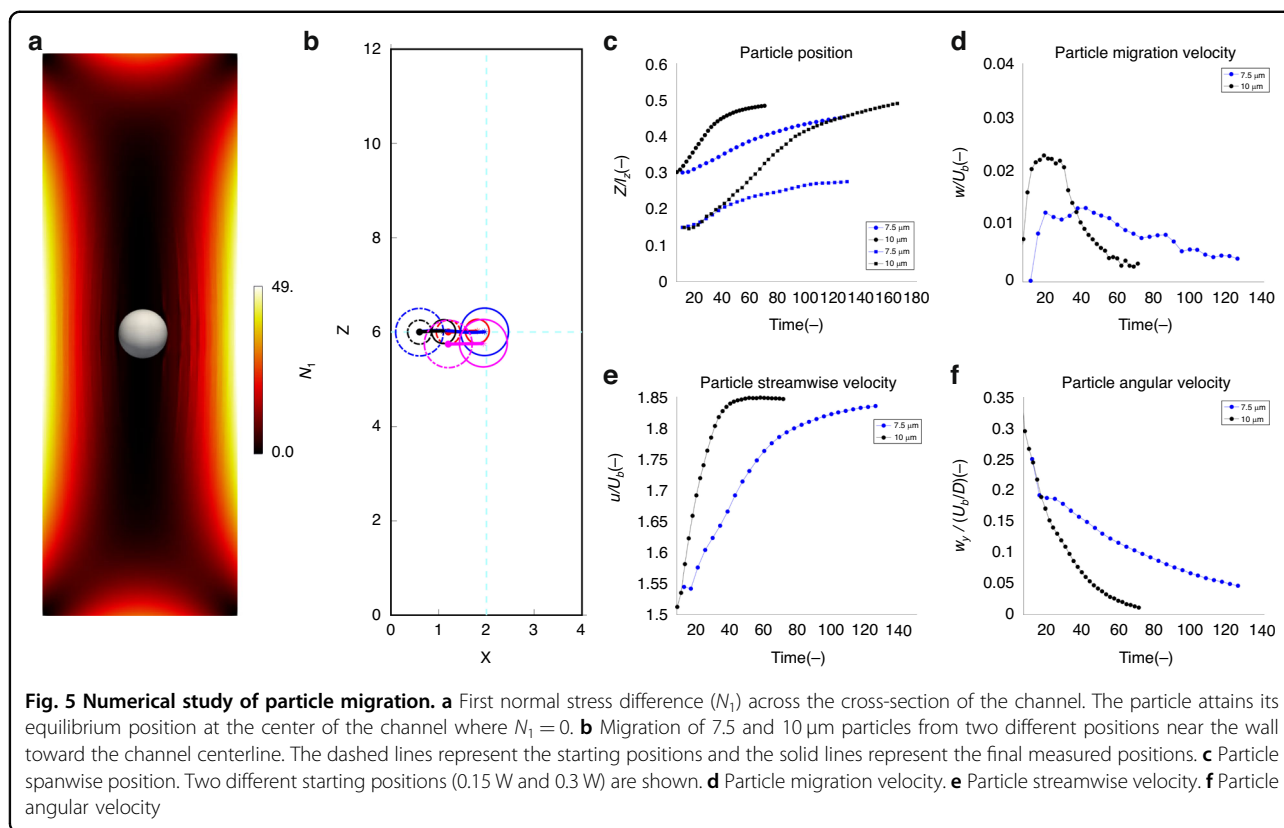 a
49.
N1
0.0
b
12
10
8
6
4
2
0
Z
0
1
2
3
4
X
c
Particle position
0.6
0.5
0.4
0.3
0.2
0.1
0
Z/lz(–)
7.5 μm
10 μm
7.5 μm
10 μm
20 40 60 80 100 120 140 160 180
Time(–)
d
Particle migration velocity
0.04
0.03
0.02
0.01
0
w/Ub(–)
7.5 μm
10 μm
20 40 60 80 100 120 140
Time(–)
e
Particle streamwise velocity
1.85
1.8
1.7
1.7
1.6
1.55
1.5
u/Ub(–)
7.5 μm
10 μm
20 40 60 80 100 120 140
Time(–)
f
Particle angular velocity
0.35
0.3
0.25
0.2
0.15
0.1
0.05
0
wy / (Ub/D)(–)
7.5 μm
10 μm
20 40 60 80 100 120 140
Time(–)
Fig. 5 Numerical study of particle migration. a First normal stress difference (N1) across the cross-section of the channel. The particle attains its
equilibrium position at the center of the channel where N1 = 0. b Migration of 7.5 and 10 μm particles from two different positions near the wall
toward the channel centerline. The dashed lines represent the starting positions and the solid lines represent the final measured positions. c Particle
spanwise position. Two different starting positions (0.15 W and 0.3 W) are shown. d Particle migration velocity. e Particle streamwise velocity. f Particle
angular velocity